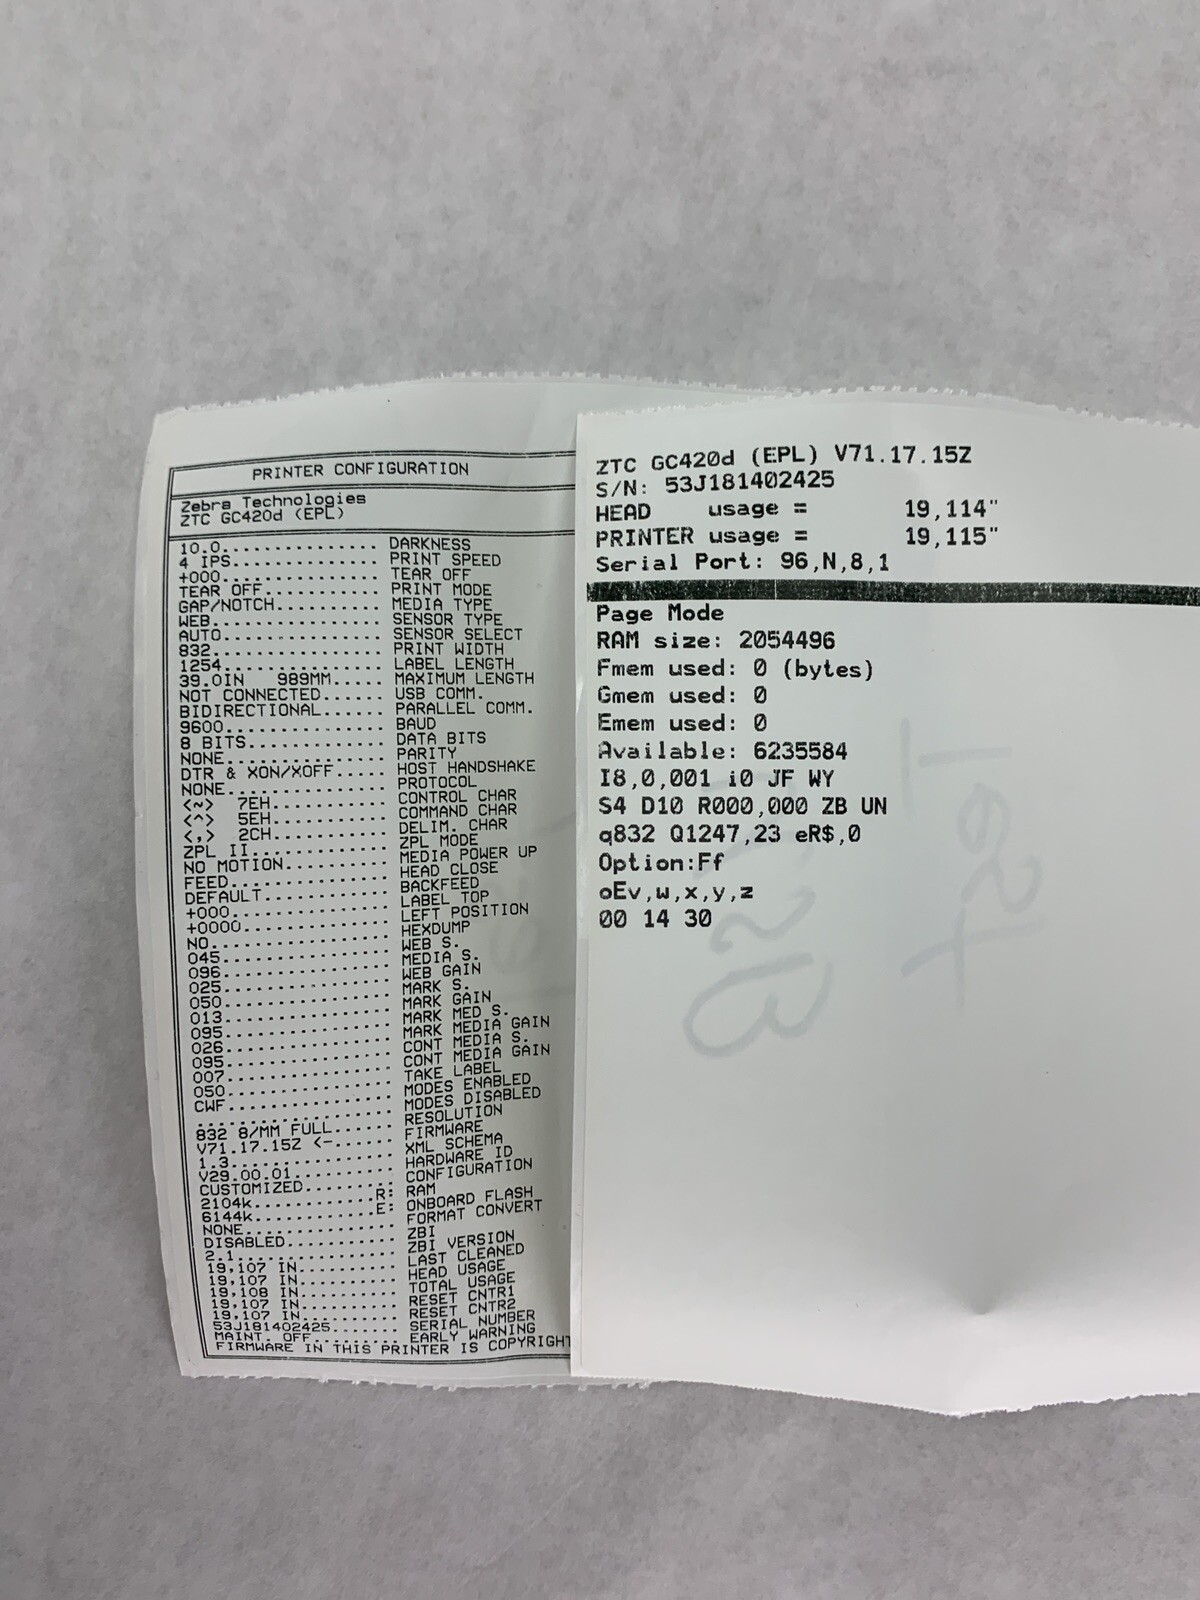 PRINTER CONFIGURATION
Zebra Technologies
ZTC GC420d (EPL)
10.0............... DARKNESS
4 IPS.............. PRINT SPEED
+000............... TEAR OFF
TEAR OFF........... PRINT MODE
GAP/NOTCH.......... MEDIA TYPE
WEB................ SENSOR TYPE
AUTO............... SENSOR SELECT
832................ PRINT WIDTH
1254............... LABEL LENGTH
39.0IN 989MM..... MAXIMUM LENGTH
NOT CONNECTED...... USB COMM.
BIDIRECTIONAL...... PARALLEL COMM.
9600............... BAUD
8 BITS............. DATA BITS
NONE............... PARITY
DTR & XON/XOFF..... HOST HANDSHAKE
NONE............... PROTOCOL
<~> 7EH.......... CONTROL CHAR
<^> 5EH.......... COMMAND CHAR
<,> 2CH.......... DELIM. CHAR
ZPL II............. ZPL MODE
NO MOTION.......... MEDIA POWER UP
FEED............... HEAD CLOSE
DEFAULT............ BACKFEED
+000............... LABEL TOP
+0000.............. LEFT POSITION
NO................. HEXDUMP
045................ WEB S.
096................ MEDIA S.
025................ WEB GAIN
050................ MARK S.
013................ MARK GAIN
095................ MARK MED S.
026................ MARK MEDIA GAIN
095................ CONT MEDIA S.
007................ CONT MEDIA GAIN
050................ TAKE LABEL
CWF................ MODES ENABLED
................... MODES DISABLED
832 8/MM FULL...... RESOLUTION
V71.17.15Z <-...... FIRMWARE
1.3................ XML SCHEMA
V29.00.01.......... HARDWARE ID
CUSTOMIZED......... CONFIGURATION
2104k............R: RAM
6144k............E: ONBOARD FLASH
NONE............... FORMAT CONVERT
DISABLED........... ZBI
2.1................ ZBI VERSION
19,107 IN.......... LAST CLEANED
19,107 IN.......... HEAD USAGE
19,108 IN.......... TOTAL USAGE
19,107 IN.......... RESET CNTR1
19,107 IN.......... RESET CNTR2
53J181402425....... SERIAL NUMBER
MAINT. OFF......... EARLY WARNING
FIRMWARE IN THIS PRINTER IS COPYRIGHT
ZTC GC420d (EPL) V71.17.15Z
S/N: 53J181402425
HEAD usage = 19,114"
PRINTER usage = 19,115"
Serial Port: 96,N,8,1
Page Mode
RAM size: 2054496
Fmem used: 0 (bytes)
Gmem used: 0
Emem used: 0
Available: 6235584
I8,0,001 i0 JF WY
S4 D10 R000,000 ZB UN
q832 Q1247,23 eR$,0
Option:Ff
oEv,w,x,y,z
00 14 30